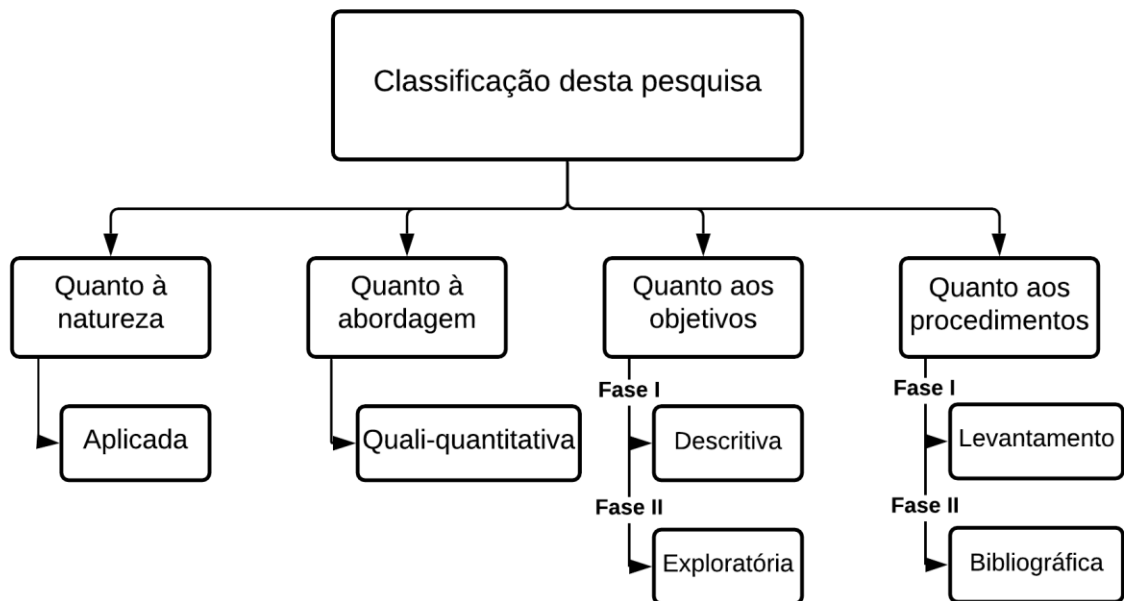 Classificação desta pesquisa
Quanto à
natureza
Aplicada
Quanto à
abordagem
Quali-quantitativa
Quanto aos
objetivos
Fase I
Descritiva
Fase II
Exploratória
Quanto aos
procedimentos
Fase I
Levantamento
Fase II
Bibliográfica